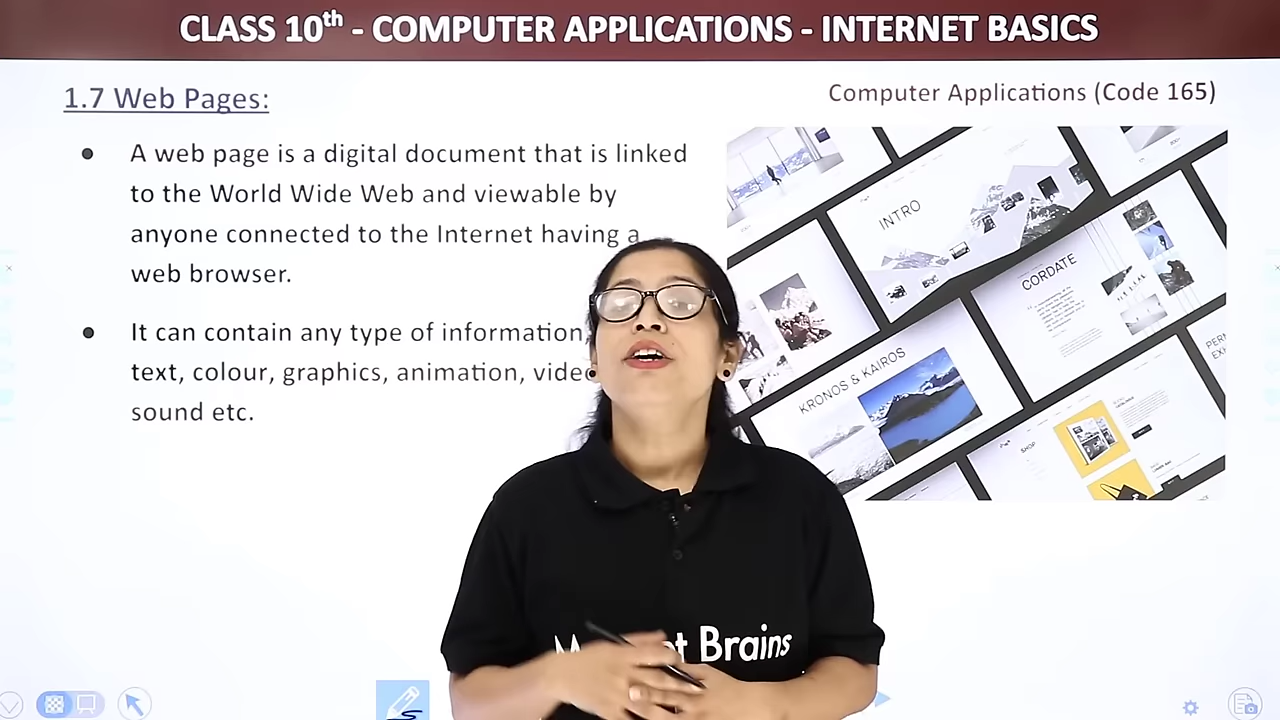 CLASS 10th - COMPUTER APPLICATIONS - INTERNET BASICS
1.7 Web Pages:
Computer Applications (Code 165)
● A web page is a digital document that is linked
to the World Wide Web and viewable by
anyone connected to the Internet having a
web browser.
● It can contain any type of information
text, colour, graphics, animation,
sound etc.
INTRO
CORDATE
KRONOS & KAIROS
SHOP
Brains